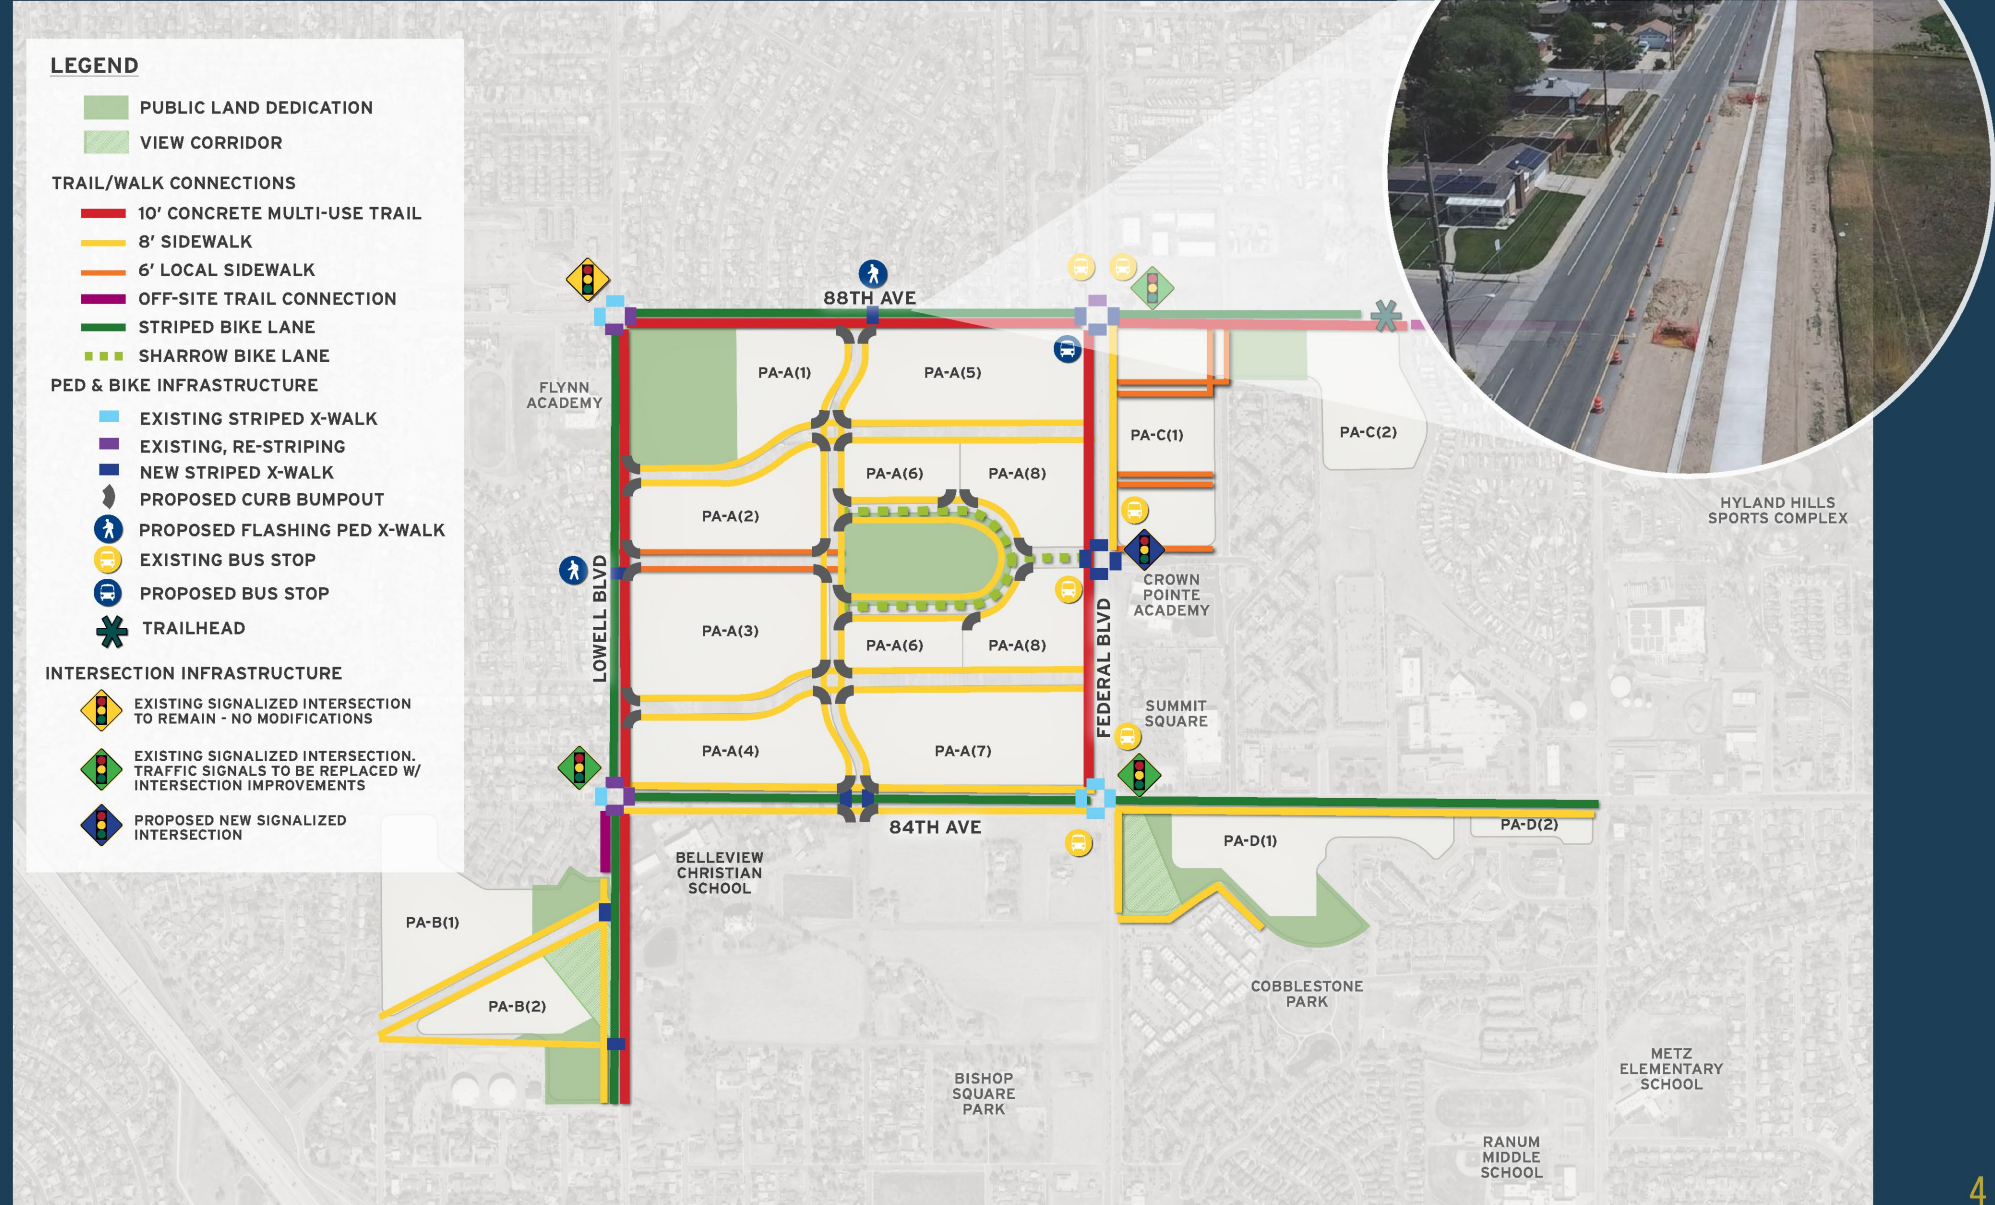 LEGEND
PUBLIC LAND DEDICATION
VIEW CORRIDOR
TRAIL/WALK CONNECTIONS
10' CONCRETE MULTI-USE TRAIL
8' SIDEWALK
6' LOCAL SIDEWALK
OFF-SITE TRAIL CONNECTION
STRIPED BIKE LANE
SHARROW BIKE LANE
PED & BIKE INFRASTRUCTURE
EXISTING STRIPED X-WALK
EXISTING, RE-STRIPING
NEW STRIPED X-WALK
PROPOSED CURB BUMPOUT
PROPOSED FLASHING PED X-WALK
EXISTING BUS STOP
PROPOSED BUS STOP
TRAILHEAD
INTERSECTION INFRASTRUCTURE
EXISTING SIGNALIZED INTERSECTION
TO REMAIN - NO MODIFICATIONS
EXISTING SIGNALIZED INTERSECTION.
TRAFFIC SIGNALS TO BE REPLACED W/
INTERSECTION IMPROVEMENTS
PROPOSED NEW SIGNALIZED
INTERSECTION
88TH AVE
FLYNN
ACADEMY
PA-A(1)
PA-A(5)
PA-C(1)
PA-C(2)
PA-A(6)
PA-A(8)
PA-A(2)
HYLAND HILLS
SPORTS COMPLEX
LOWELL BLVD
CROWN
POINTE
ACADEMY
FEDERAL BLVD
PA-A(3)
PA-A(6)
PA-A(8)
SUMMIT
SQUARE
PA-A(4)
PA-A(7)
84TH AVE
PA-D(1)
PA-D(2)
BELLEVIEW
CHRISTIAN
SCHOOL
PA-B(1)
PA-B(2)
COBBLESTONE
PARK
BISHOP
SQUARE
PARK
METZ
ELEMENTARY
SCHOOL
RANUM
MIDDLE
SCHOOL
4